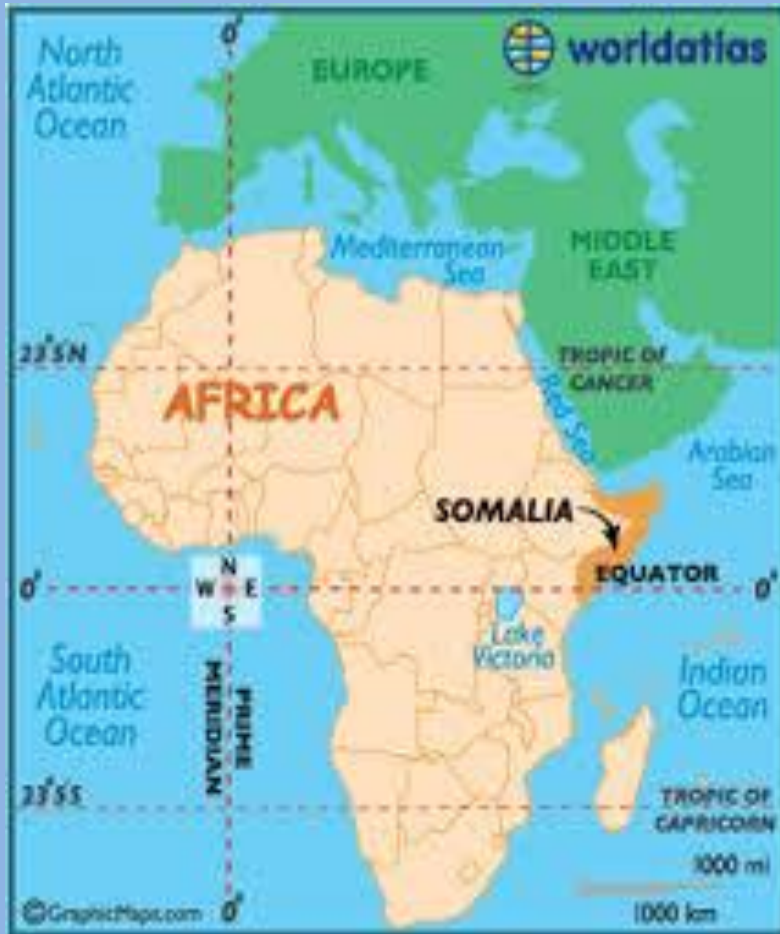 0°
worldatlas
North
Atlantic
Ocean
EUROPE
Mediterranean
Sea
MIDDLE
EAST
23°5N
TROPIC OF
CANCER
AFRICA
Red Sea
Arabian
Sea
SOMALIA
EQUATOR
N
W E
S
0°
0°
Lake
Victoria
South
Atlantic
Ocean
PRIME
MERIDIAN
Indian
Ocean
23°5S
TROPIC OF
CAPRICORN
1000 mi
1000 km
©GraphicMaps.com
0°